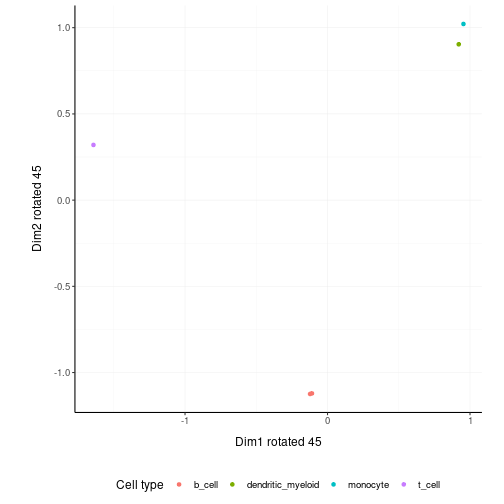 1.0
0.5
0.0
-0.5
-1.0
Dim2 rotated 45
-1 0 1
Dim1 rotated 45
Cell type b_cell dendritic_myeloid monocyte t_cell